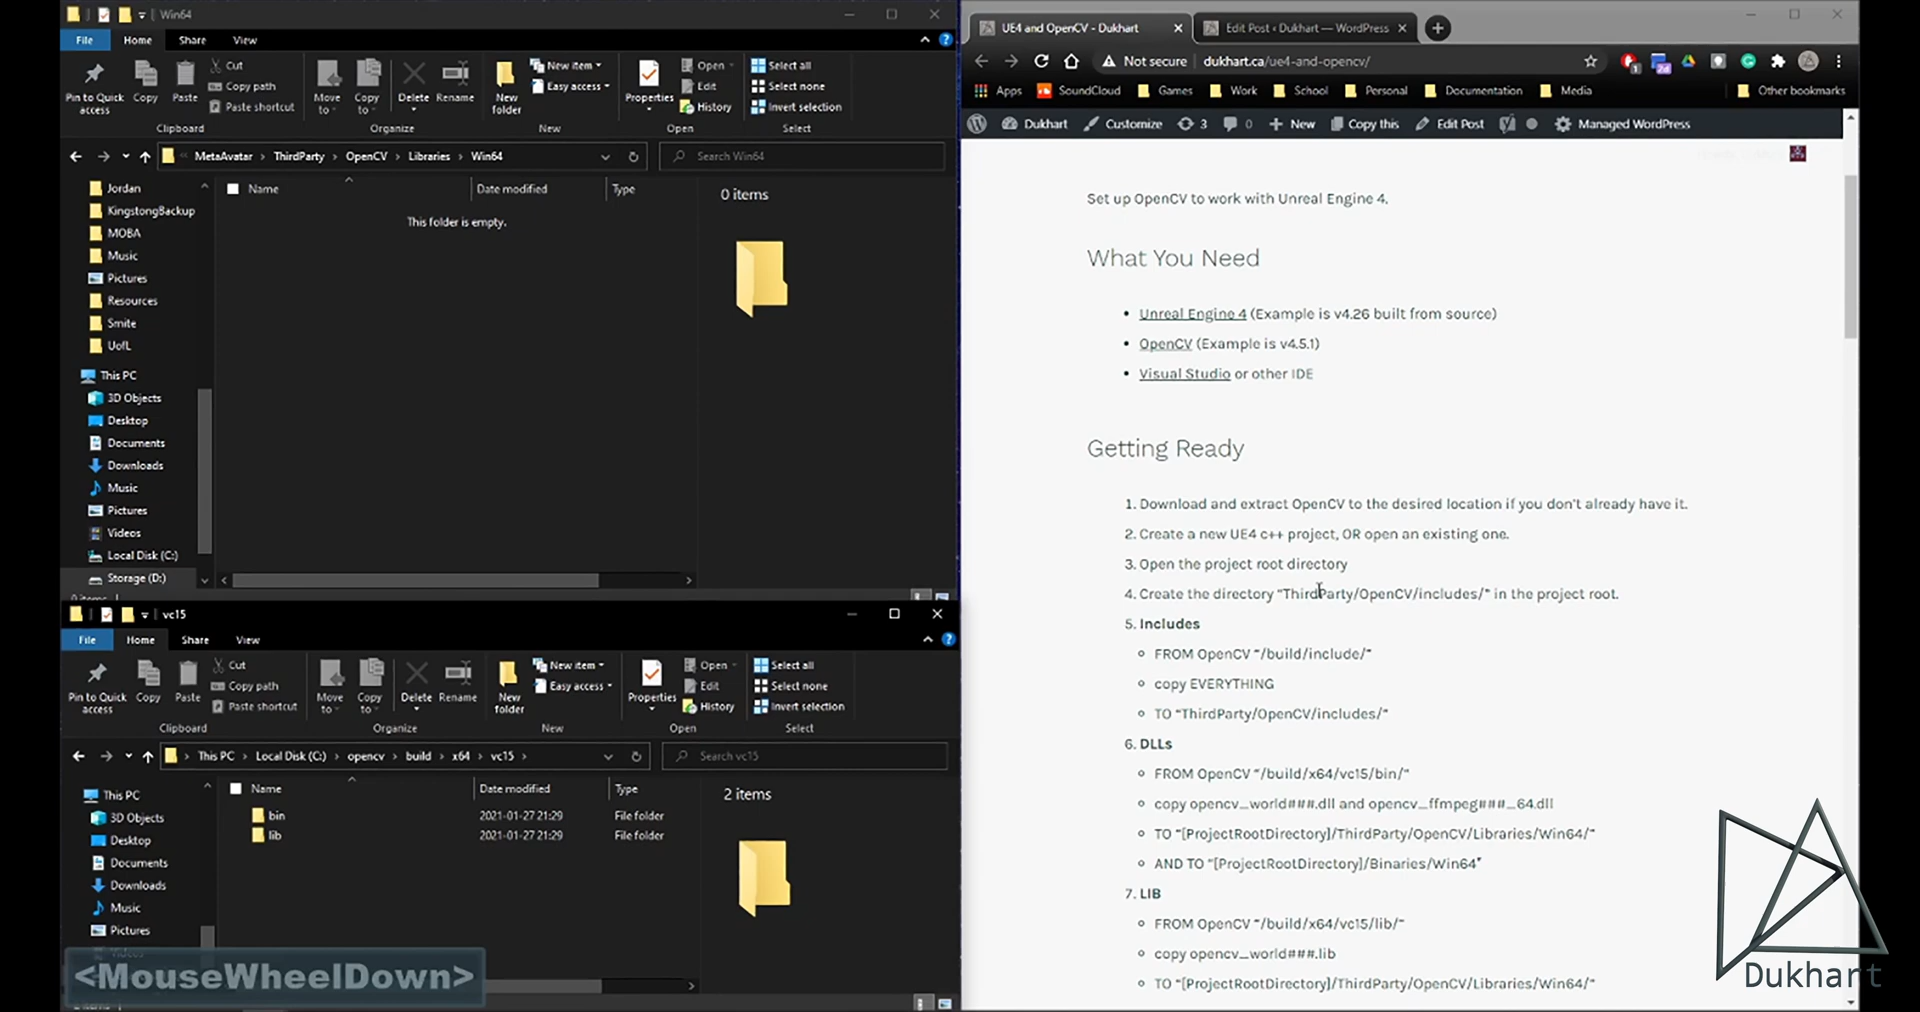 Win64
File Home Share View
Pin to Quick access
Copy
Paste
Cut
Copy path
Paste shortcut
Clipboard
Move to
Copy to
Delete
Rename
Organize
New folder
New item
Easy access
New
Properties
Open
Edit
History
Open
Select all
Select none
Invert selection
Select
MetaAvatar > ThirdParty > OpenCV > Libraries > Win64
Search Win64
Jordan
KingstongBackup
MOBA
Music
Pictures
Resources
Smite
UofL
This PC
3D Objects
Desktop
Documents
Downloads
Music
Pictures
Videos
Local Disk (C:)
Storage (D:)
Name Date modified Type
This folder is empty.
0 items
0 items
vc15
File Home Share View
Pin to Quick access
Copy
Paste
Cut
Copy path
Paste shortcut
Clipboard
Move to
Copy to
Delete
Rename
Organize
New folder
New item
Easy access
New
Properties
Open
Edit
History
Open
Select all
Select none
Invert selection
Select
This PC > Local Disk (C:) > opencv > build > x64 > vc15 >
Search vc15
This PC
3D Objects
Desktop
Documents
Downloads
Music
Pictures
Name Date modified Type
bin 2021-01-27 21:29 File folder
lib 2021-01-27 21:29 File folder
2 items
<MouseWheelDown>
UE4 and OpenCV - Dukhart
Edit Post ‹ Dukhart — WordPress
Not secure | dukhart.ca/ue4-and-opencv/
Apps SoundCloud Games Work School Personal Documentation Media Other bookmarks
Dukhart Customize 3 0 New Copy this Edit Post Managed WordPress
Set up OpenCV to work with Unreal Engine 4.
What You Need
• Unreal Engine 4 (Example is v4.26 built from source)
• OpenCV (Example is v4.5.1)
• Visual Studio or other IDE
Getting Ready
1. Download and extract OpenCV to the desired location if you don't already have it.
2. Create a new UE4 c++ project, OR open an existing one.
3. Open the project root directory
4. Create the directory “ThirdParty/OpenCV/includes/” in the project root.
5. Includes
FROM OpenCV “/build/include/”
copy EVERYTHING
TO “ThirdParty/OpenCV/includes/”
6. DLLs
FROM OpenCV “/build/x64/vc15/bin/”
copy opencv_world###.dll and opencv_ffmpeg###_64.dll
TO “[ProjectRootDirectory]/ThirdParty/OpenCV/Libraries/Win64/”
AND TO “[ProjectRootDirectory]/Binaries/Win64”
7. LIB
FROM OpenCV “/build/x64/vc15/lib/”
copy opencv_world###.lib
TO “[ProjectRootDirectory]/ThirdParty/OpenCV/Libraries/Win64/”
Dukhart